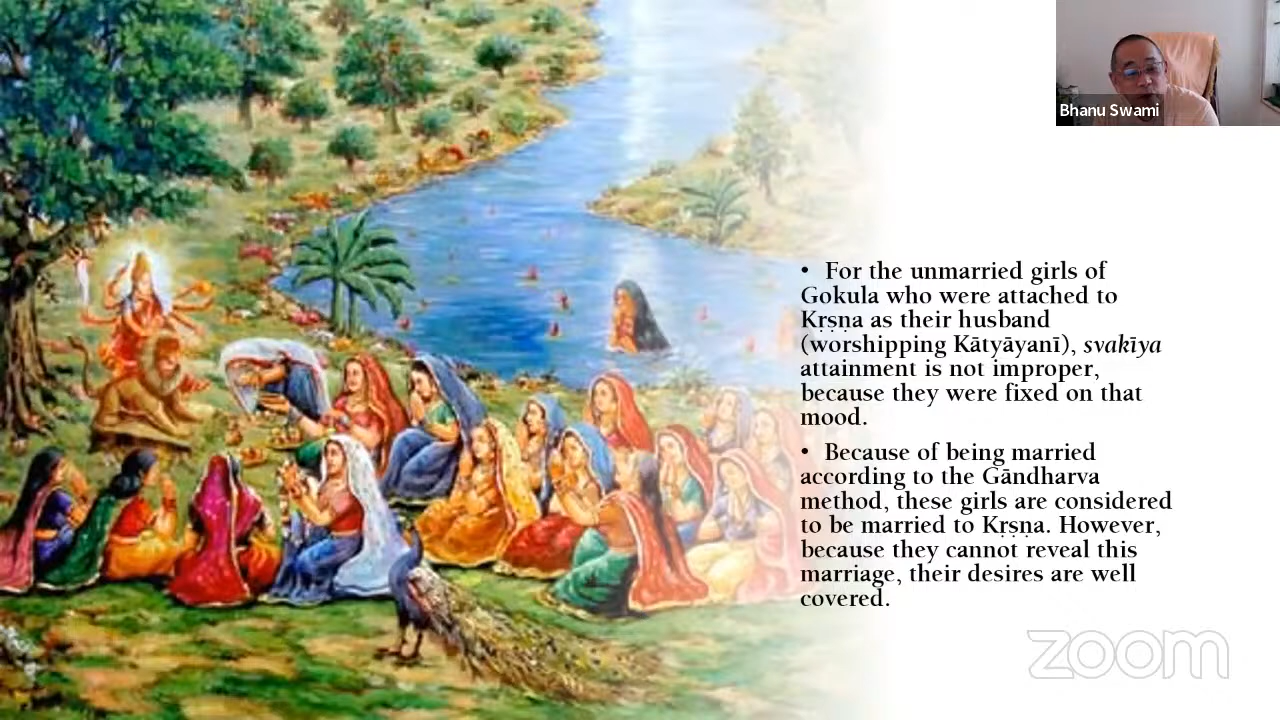 Bhanu Swami
• For the unmarried girls of
Gokula who were attached to
Kṛṣṇa as their husband
(worshipping Kātyāyanī), svakīya
attainment is not improper,
because they were fixed on that
mood.
• Because of being married
according to the Gāndharva
method, these girls are considered
to be married to Kṛṣṇa. However,
because they cannot reveal this
marriage, their desires are well
covered.
zoom